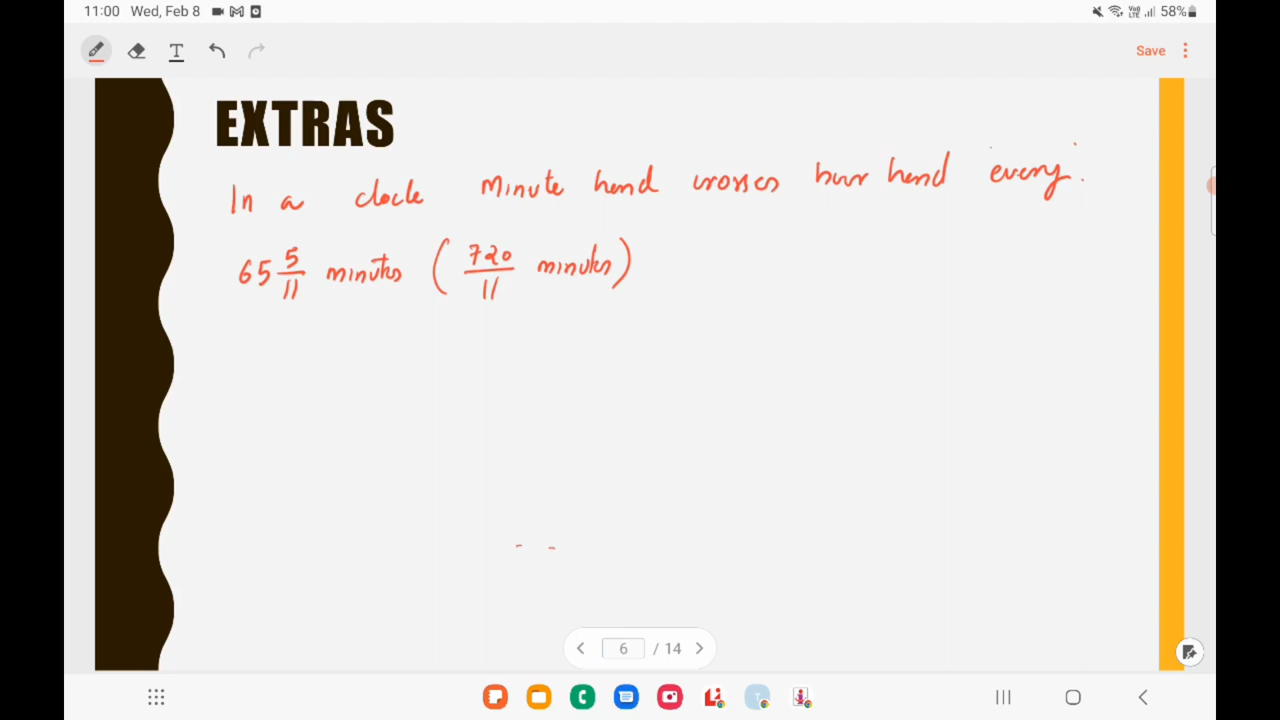 11:00 Wed, Feb 8
58%
Save
EXTRAS
In a clock minute hand crosses hour hand every.
65 5/11 minutes ( 720/11 minutes )
6 / 14